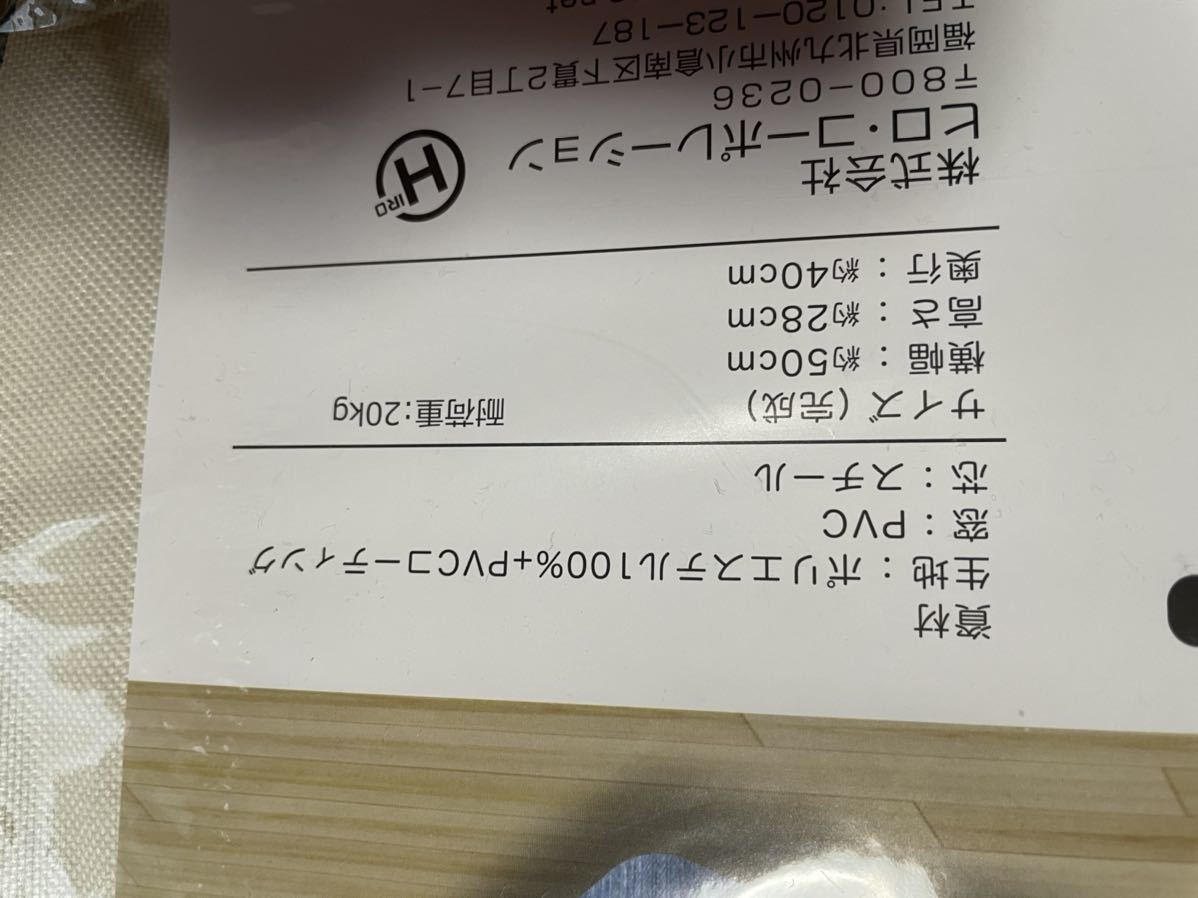 資材
生地：ポリエステル100%+PVCコーティング
窓：PVC
芯：スチール
サイズ（完成） 耐荷重:20kg
横幅：約50cm
高さ：約28cm
奥行：約40cm
株式会社
ヒロ・コーポレーション
H IRO
〒800-0236
福岡県北九州市小倉南区下貫2丁目7-1
TEL:0120-123-187